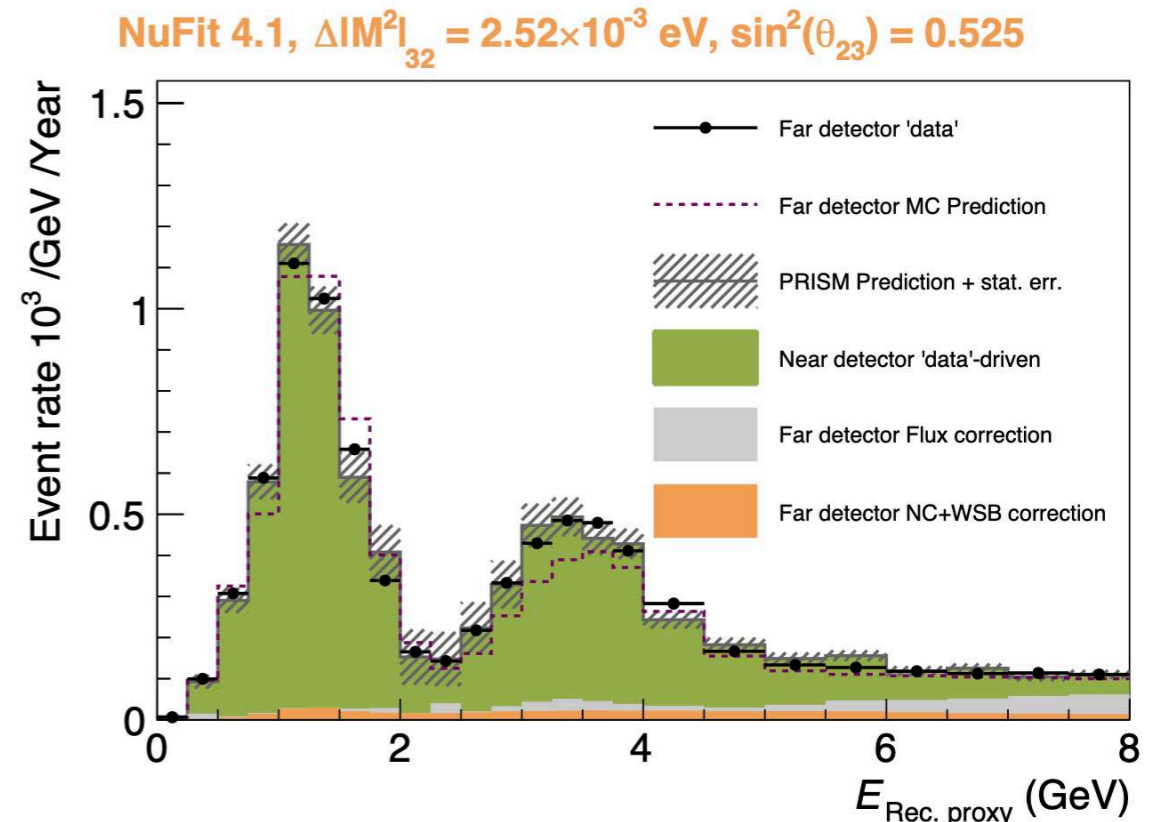 NuFit 4.1, Δ|M²|₃₂ = 2.52×10⁻³ eV, sin²(θ₂₃) = 0.525
Event rate 10³ /GeV /Year
1.5
1
0.5
0
Far detector 'data'
Far detector MC Prediction
PRISM Prediction + stat. err.
Near detector 'data'-driven
Far detector Flux correction
Far detector NC+WSB correction
0 2 4 6 8
E Rec. proxy (GeV)